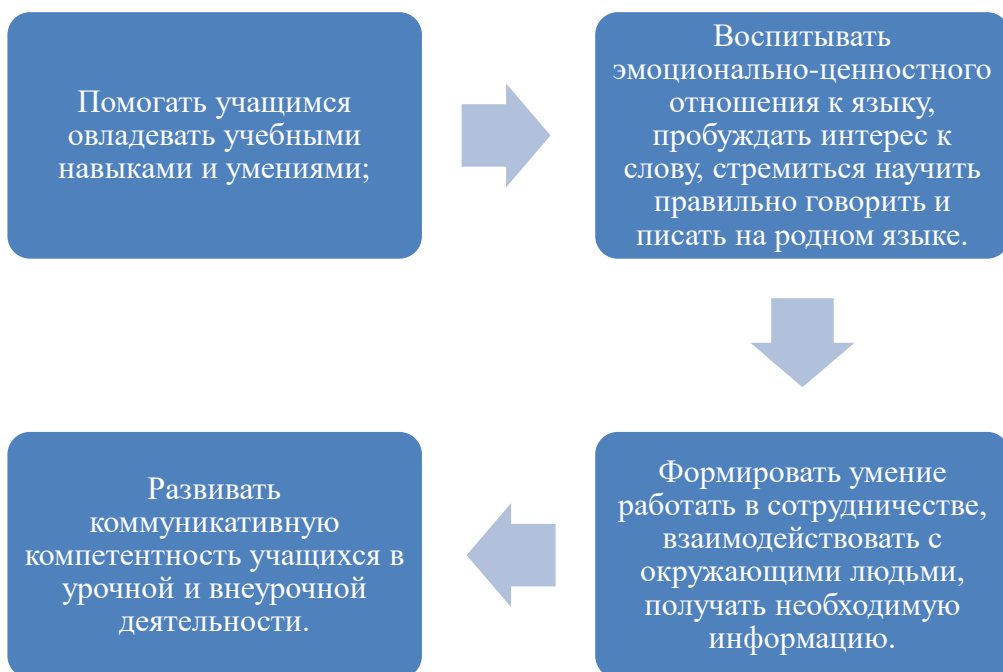 Помогать учащимся
овладевать учебными
навыками и умениями;
Воспитывать
эмоционально-ценностного
отношения к языку,
пробуждать интерес к
слову, стремиться научить
правильно говорить и
писать на родном языке.
Формировать умение
работать в сотрудничестве,
взаимодействовать с
окружающими людьми,
получать необходимую
информацию.
Развивать
коммуникативную
компетентность учащихся в
урочной и внеурочной
деятельности.